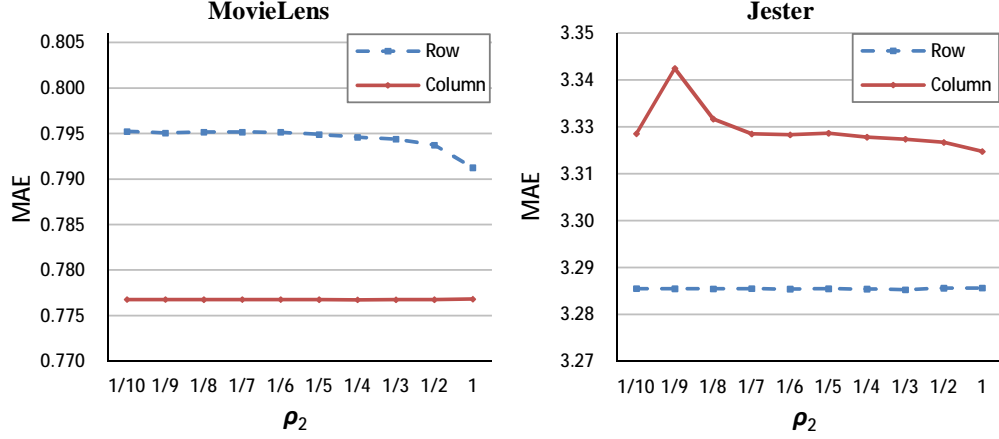 MovieLens
0.805
0.800
0.795
0.790
0.785
0.780
0.775
0.770
MAE
Row
Column
1/10 1/9 1/8 1/7 1/6 1/5 1/4 1/3 1/2 1
ρ2
Jester
3.35
3.34
3.33
3.31
3.30
3.29
3.28
3.27
MAE
Row
Column
1/10 1/9 1/8 1/7 1/6 1/5 1/4 1/3 1/2 1
ρ2